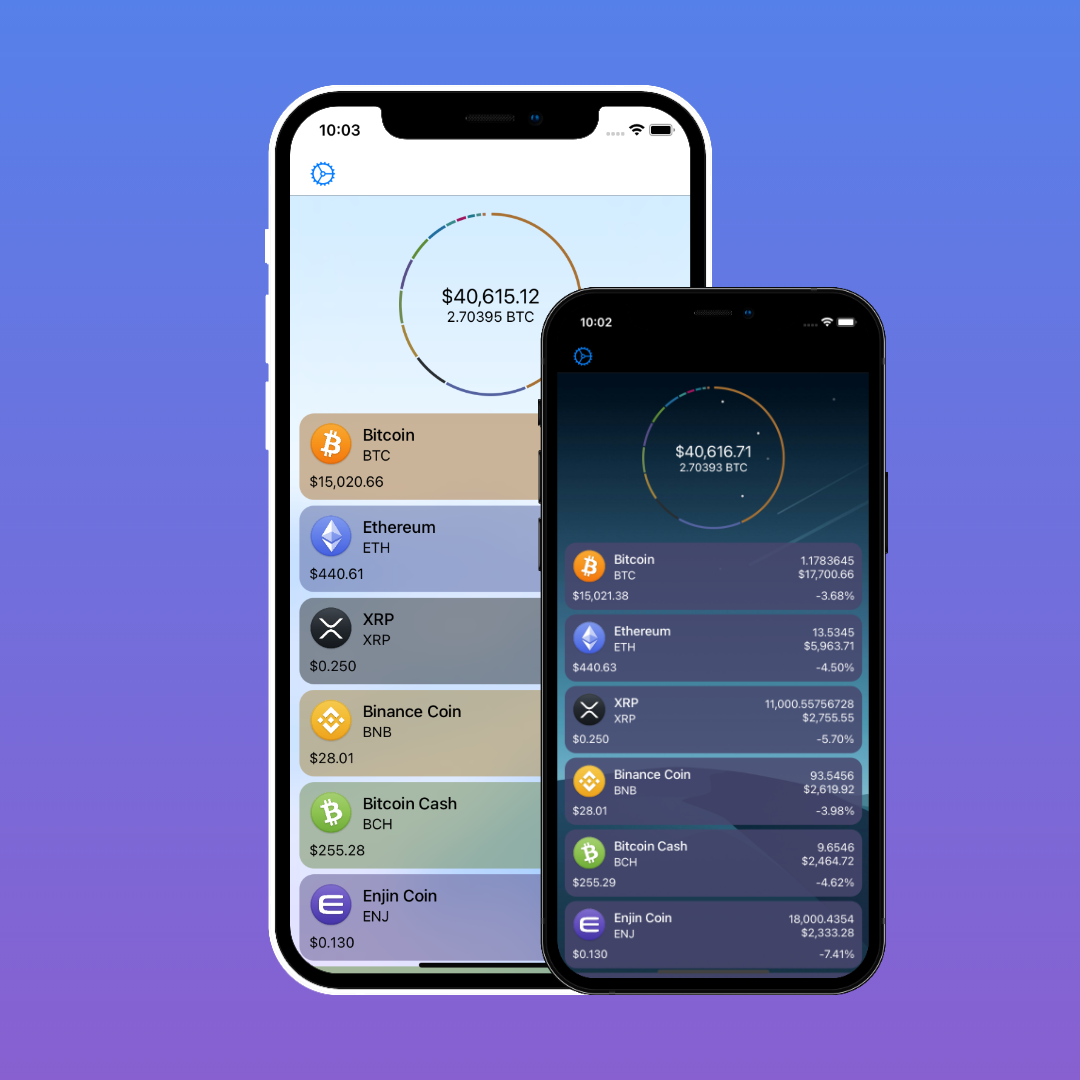 10:03
$40,615.12
2.70395 BTC
Bitcoin
BTC
$15,020.66
Ethereum
ETH
$440.61
XRP
XRP
$0.250
Binance Coin
BNB
$28.01
Bitcoin Cash
BCH
$255.28
Enjin Coin
ENJ
$0.130
10:02
$40,616.71
2.70393 BTC
Bitcoin 1.1783645
BTC $17,700.66
$15,021.38 -3.68%
Ethereum 13.5345
ETH $5,963.71
$440.63 -4.50%
XRP 11,000.55756728
XRP $2,755.55
$0.250 -5.70%
Binance Coin 93.5456
BNB $2,619.92
$28.01 -3.98%
Bitcoin Cash 9.6546
BCH $2,464.72
$255.29 -4.62%
Enjin Coin 18,000.4354
ENJ $2,333.28
$0.130 -7.41%